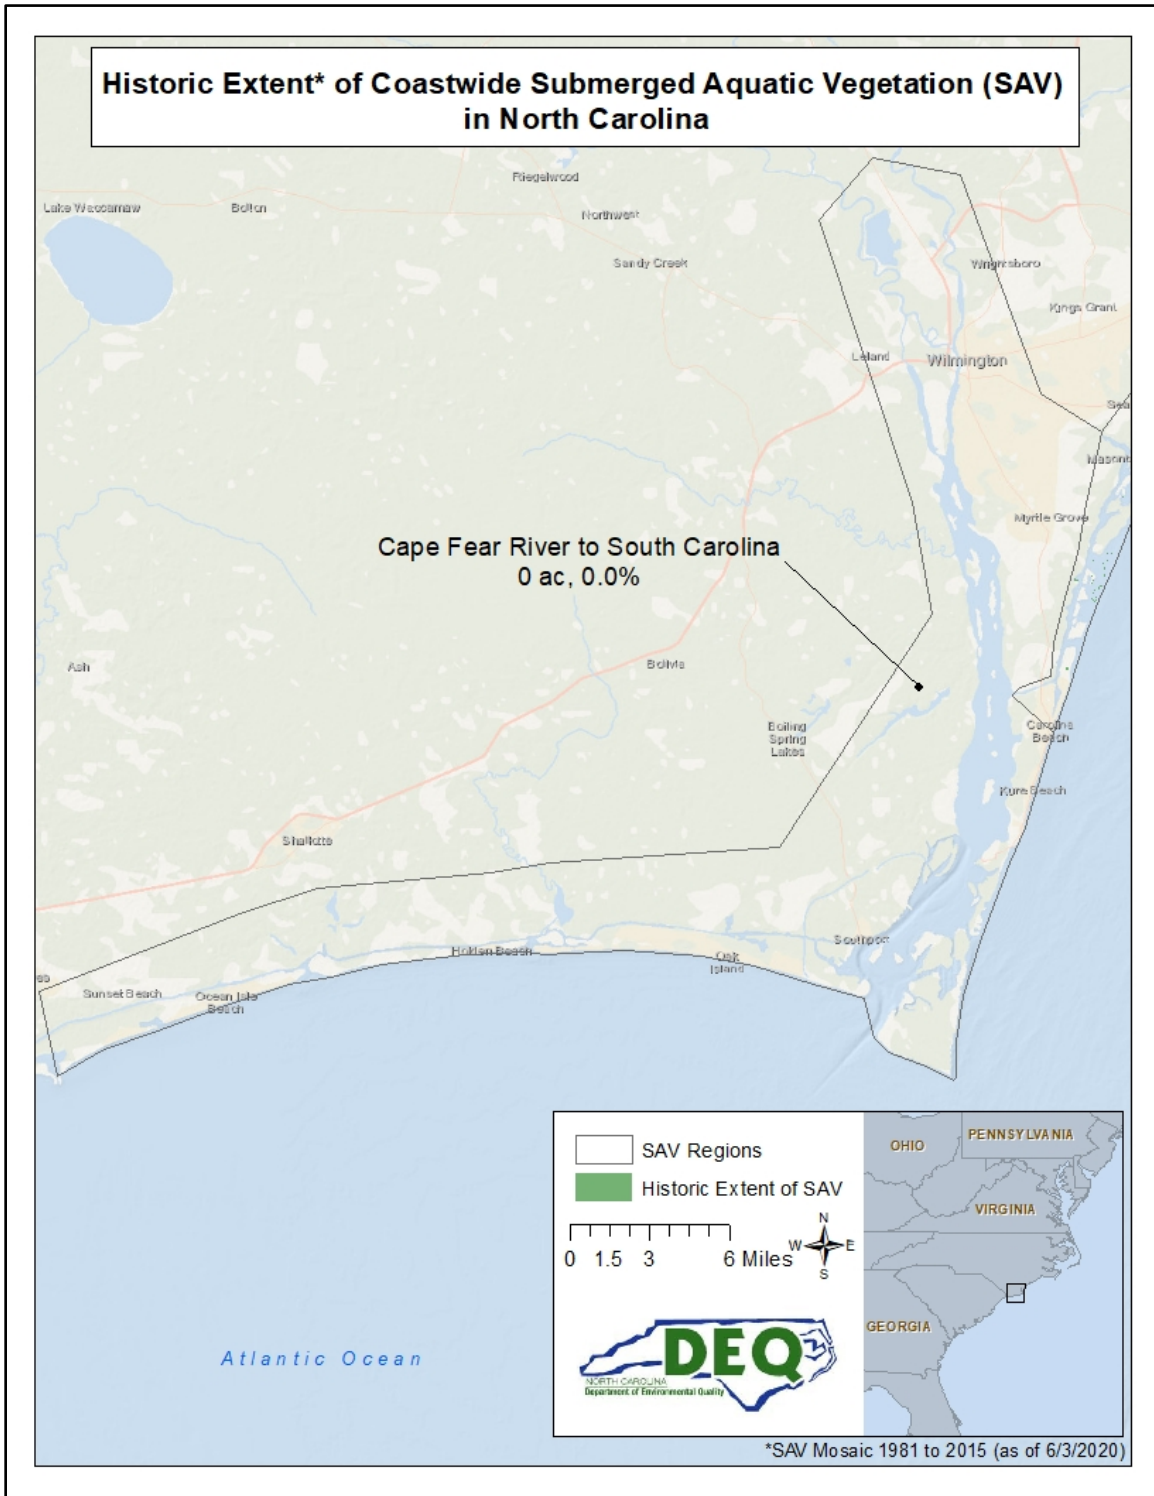 Historic Extent* of Coastwide Submerged Aquatic Vegetation (SAV)
in North Carolina
Riegelwood
Lake Waccamaw
Bolton
Northwest
Sandy Creek
Wrightsboro
Kings Grant
Leland
Wilmington
Sea
Masonb
Myrtle Grove
Cape Fear River to South Carolina
0 ac, 0.0%
Ash
Bolivia
Boiling
Spring
Lakes
Carolina
Beach
Kure Beach
Shallotte
Southport
Holden Beach
Oak
Island
Sunset Beach
Ocean Isle
Beach
SAV Regions
Historic Extent of SAV
0 1.5 3 6 Miles
N
W E
S
OHIO
PENNSYLVANIA
VIRGINIA
GEORGIA
DEQ
NORTH CAROLINA
Department of Environmental Quality
Atlantic Ocean
*SAV Mosaic 1981 to 2015 (as of 6/3/2020)